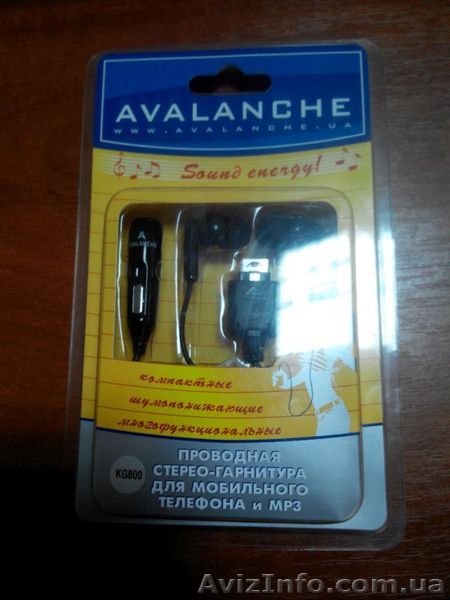 AVALANCHE
WWW.AVALANCHE.UA
Sound energy!
A
AVALANCHE
компактные
шумопонижающие
многофункциональные
KG800
ПРОВОДНАЯ
СТЕРЕО-ГАРНИТУРА
ДЛЯ МОБИЛЬНОГО
ТЕЛЕФОНА и MP3
AvizInfo.com.ua